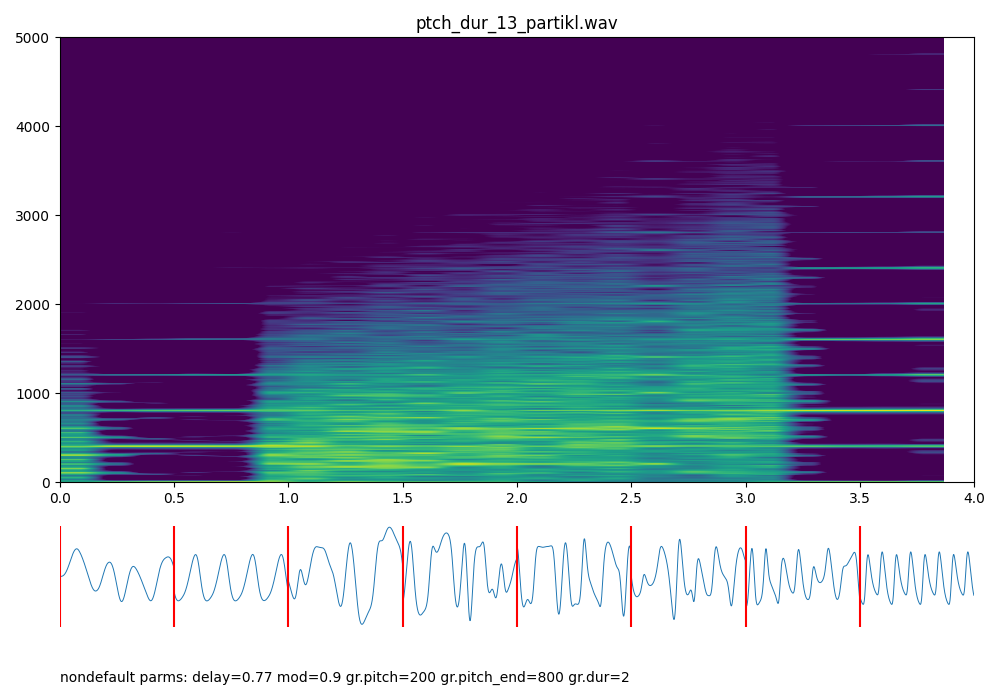 ptch_dur_13_partikl.wav
5000
4000
3000
2000
1000
0
0.0 0.5 1.0 1.5 2.0 2.5 3.0 3.5 4.0
nondefault parms: delay=0.77 mod=0.9 gr.pitch=200 gr.pitch_end=800 gr.dur=2